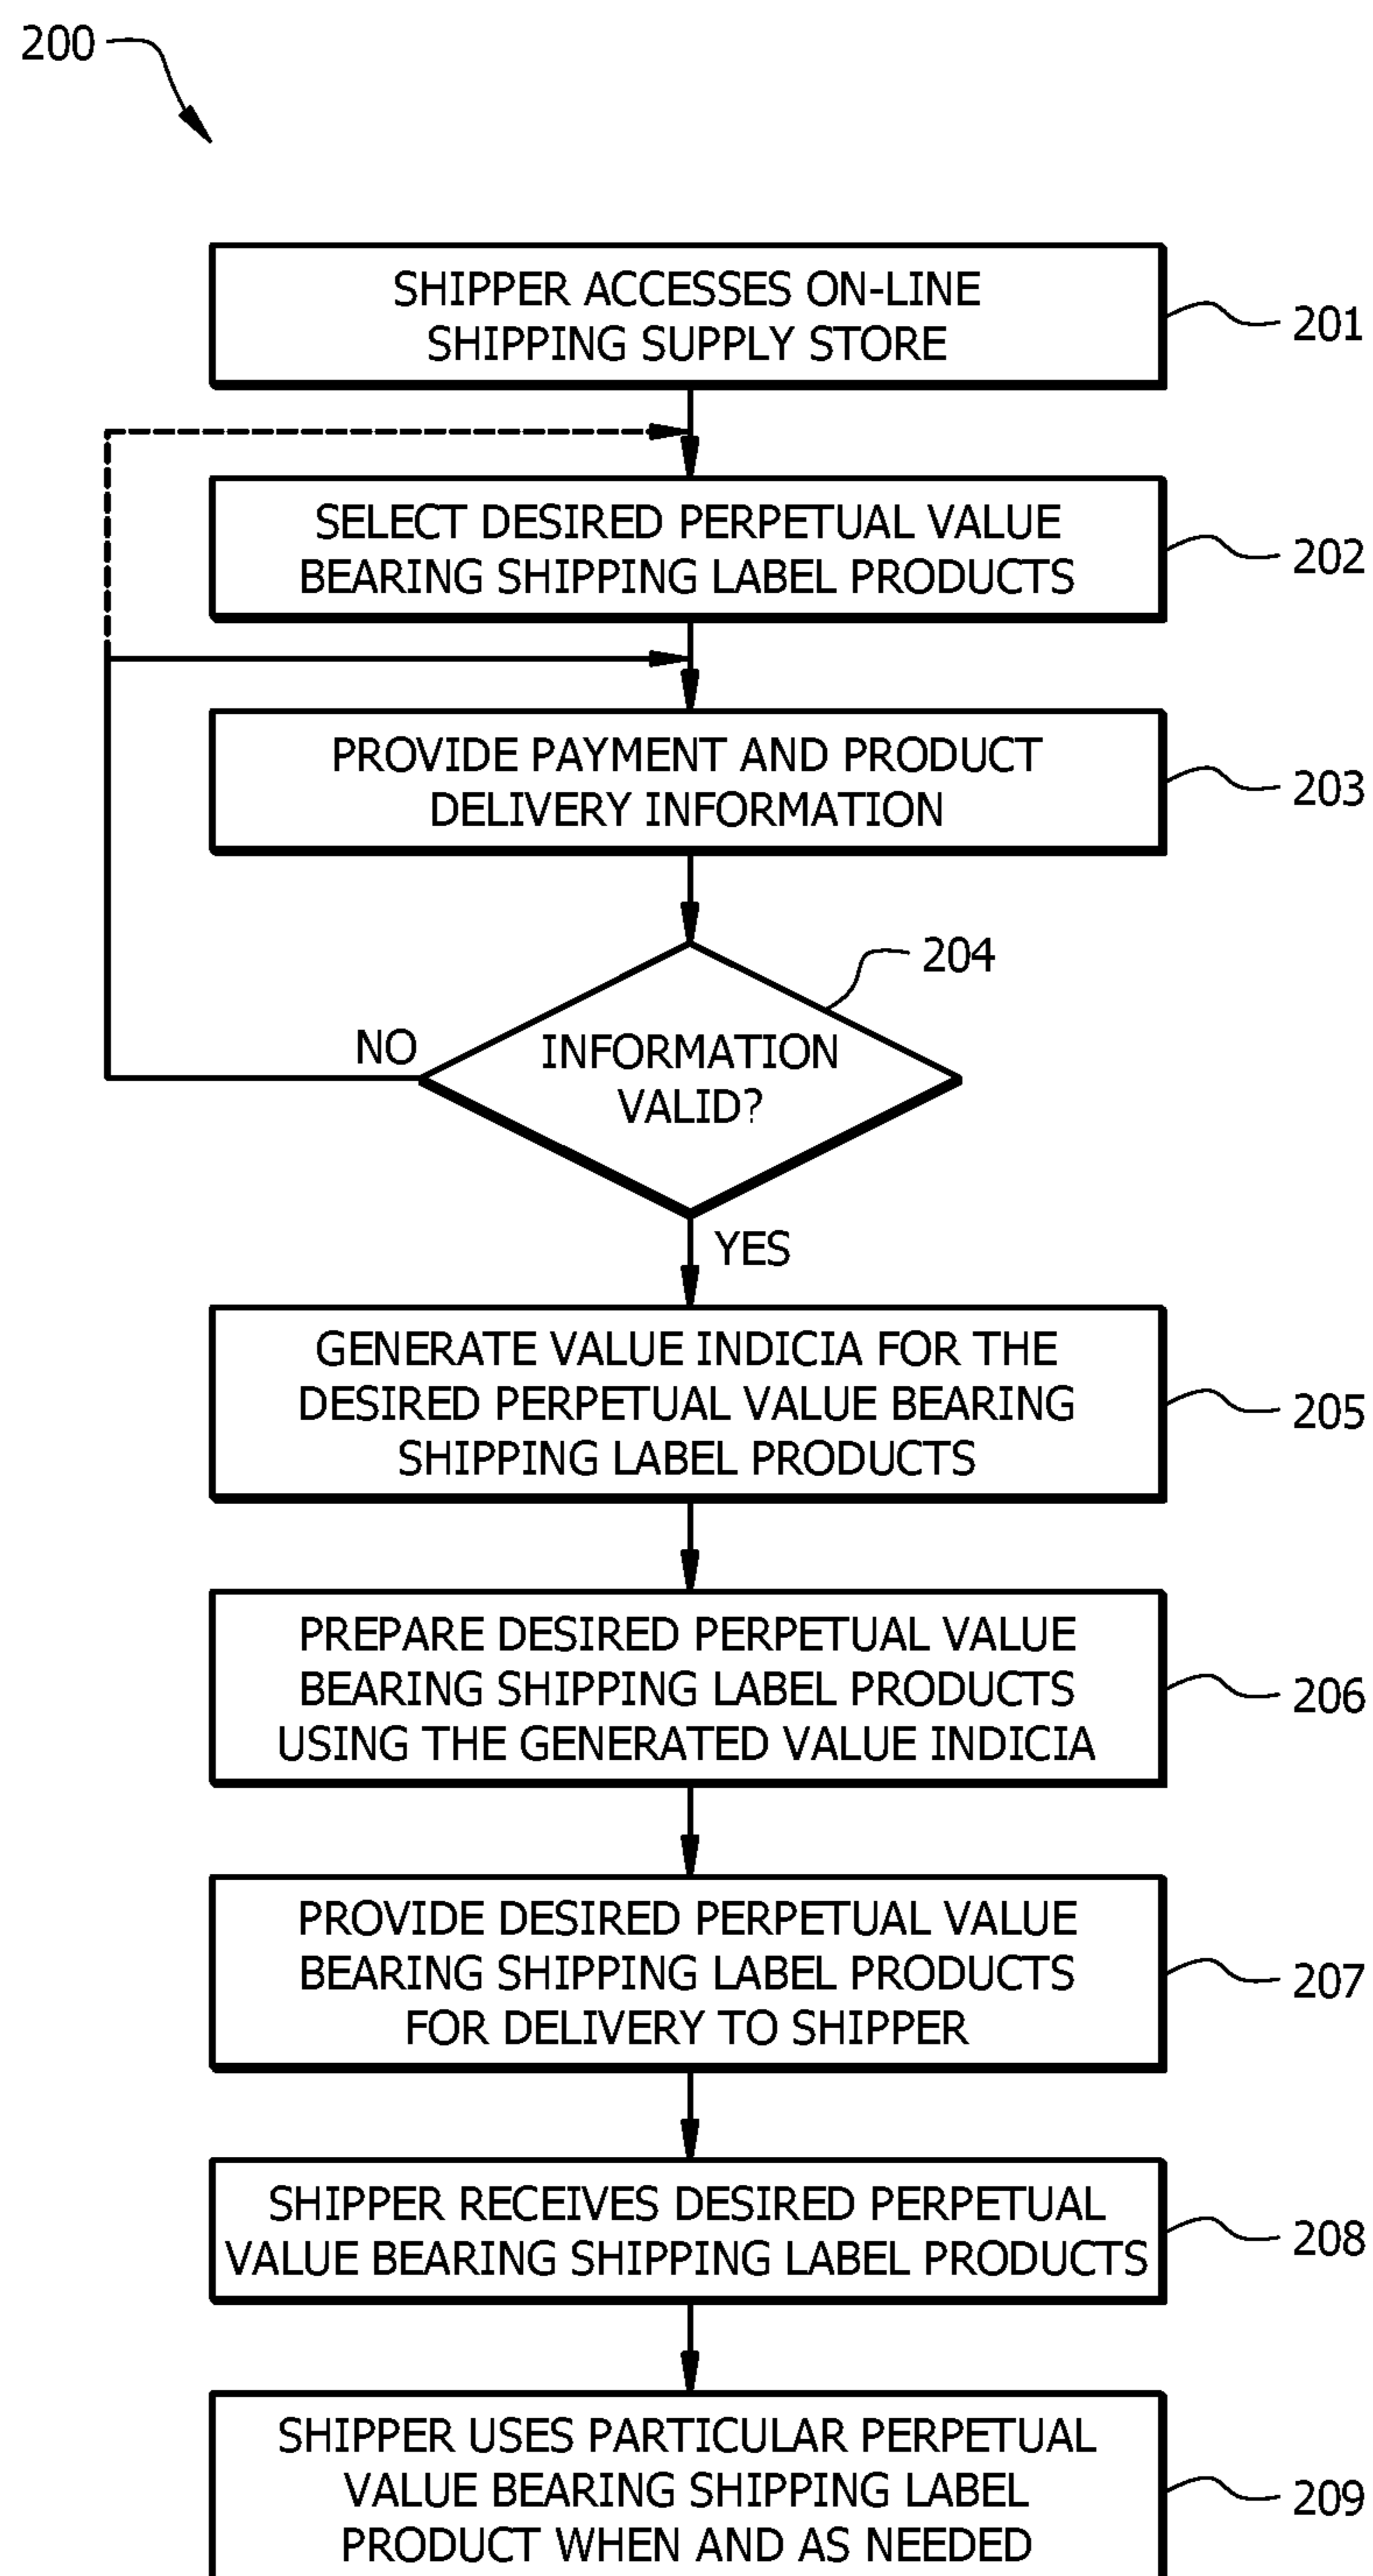 200
SHIPPER ACCESSES ON-LINE
SHIPPING SUPPLY STORE
201
SELECT DESIRED PERPETUAL VALUE
BEARING SHIPPING LABEL PRODUCTS
202
PROVIDE PAYMENT AND PRODUCT
DELIVERY INFORMATION
203
204
NO
INFORMATION
VALID?
YES
GENERATE VALUE INDICIA FOR THE
DESIRED PERPETUAL VALUE BEARING
SHIPPING LABEL PRODUCTS
205
PREPARE DESIRED PERPETUAL VALUE
BEARING SHIPPING LABEL PRODUCTS
USING THE GENERATED VALUE INDICIA
206
PROVIDE DESIRED PERPETUAL VALUE
BEARING SHIPPING LABEL PRODUCTS
FOR DELIVERY TO SHIPPER
207
SHIPPER RECEIVES DESIRED PERPETUAL
VALUE BEARING SHIPPING LABEL PRODUCTS
208
SHIPPER USES PARTICULAR PERPETUAL
VALUE BEARING SHIPPING LABEL
PRODUCT WHEN AND AS NEEDED
209